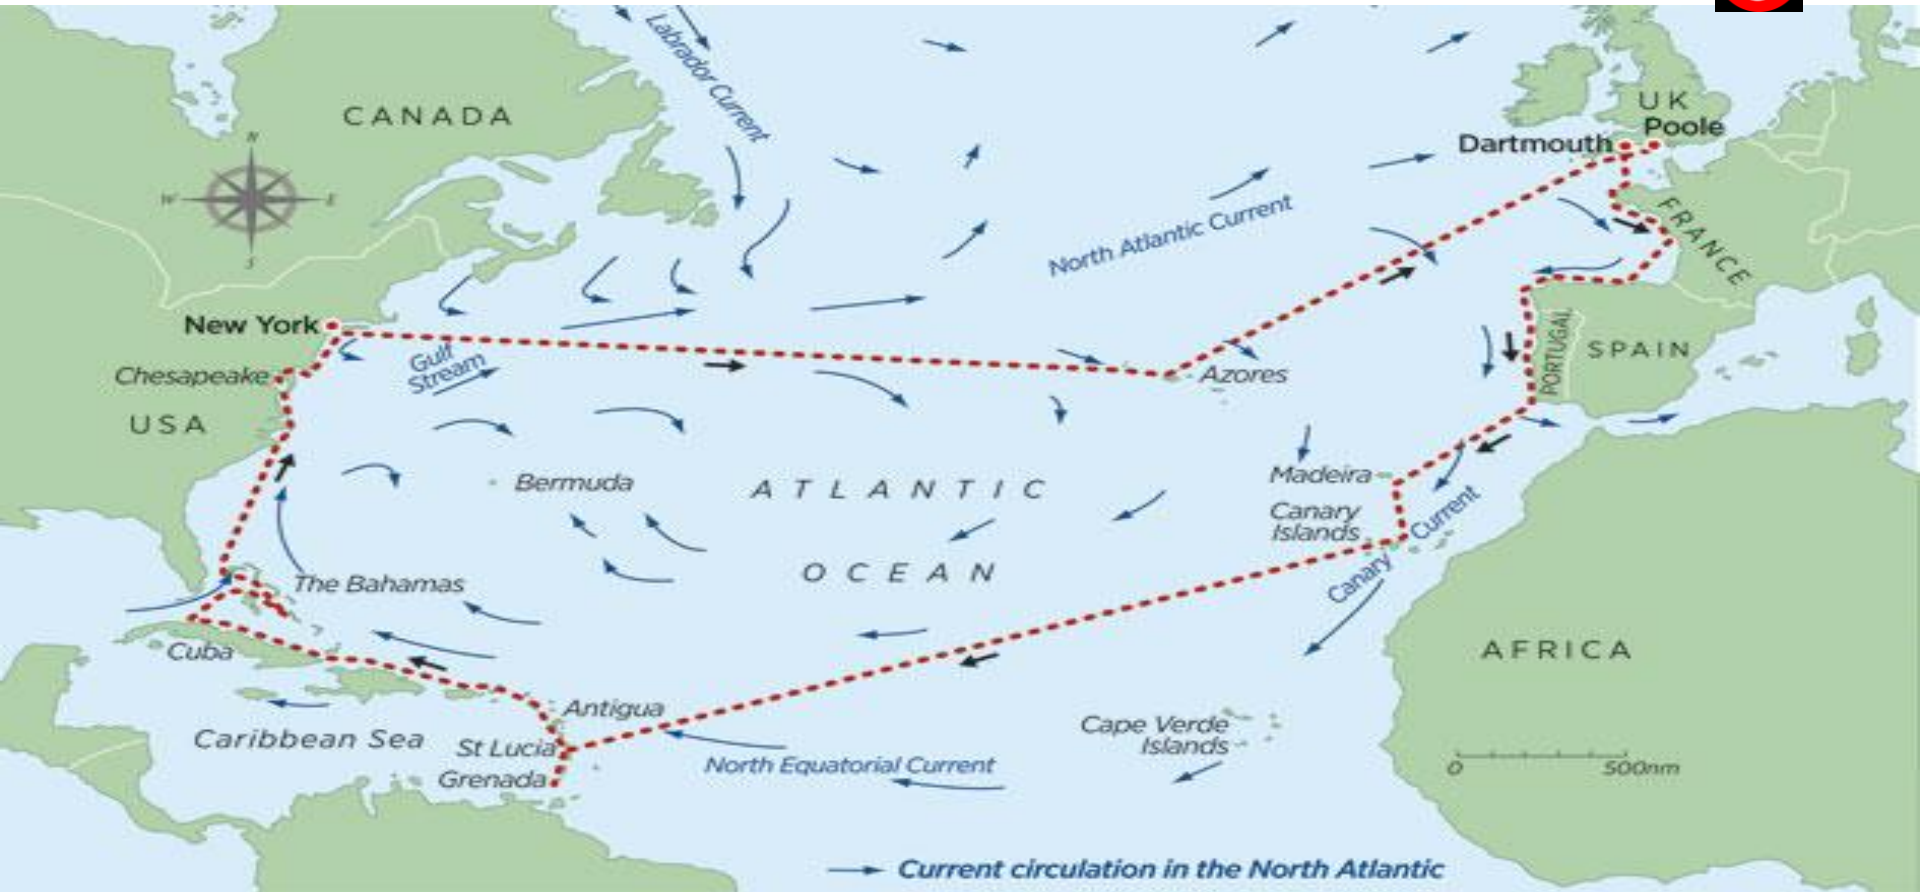 Labrador Current
CANADA
UK
Poole
Dartmouth
N
W
E
S
North Atlantic Current
FRANCE
New York
Gulf
Stream
Chesapeake
USA
Azores
PORTUGAL
SPAIN
Bermuda
ATLANTIC
OCEAN
Madeira
Canary
Islands
Canary Current
The Bahamas
Cuba
AFRICA
Antigua
Caribbean Sea
St Lucia
Grenada
Cape Verde
Islands
North Equatorial Current
0 500nm
Current circulation in the North Atlantic